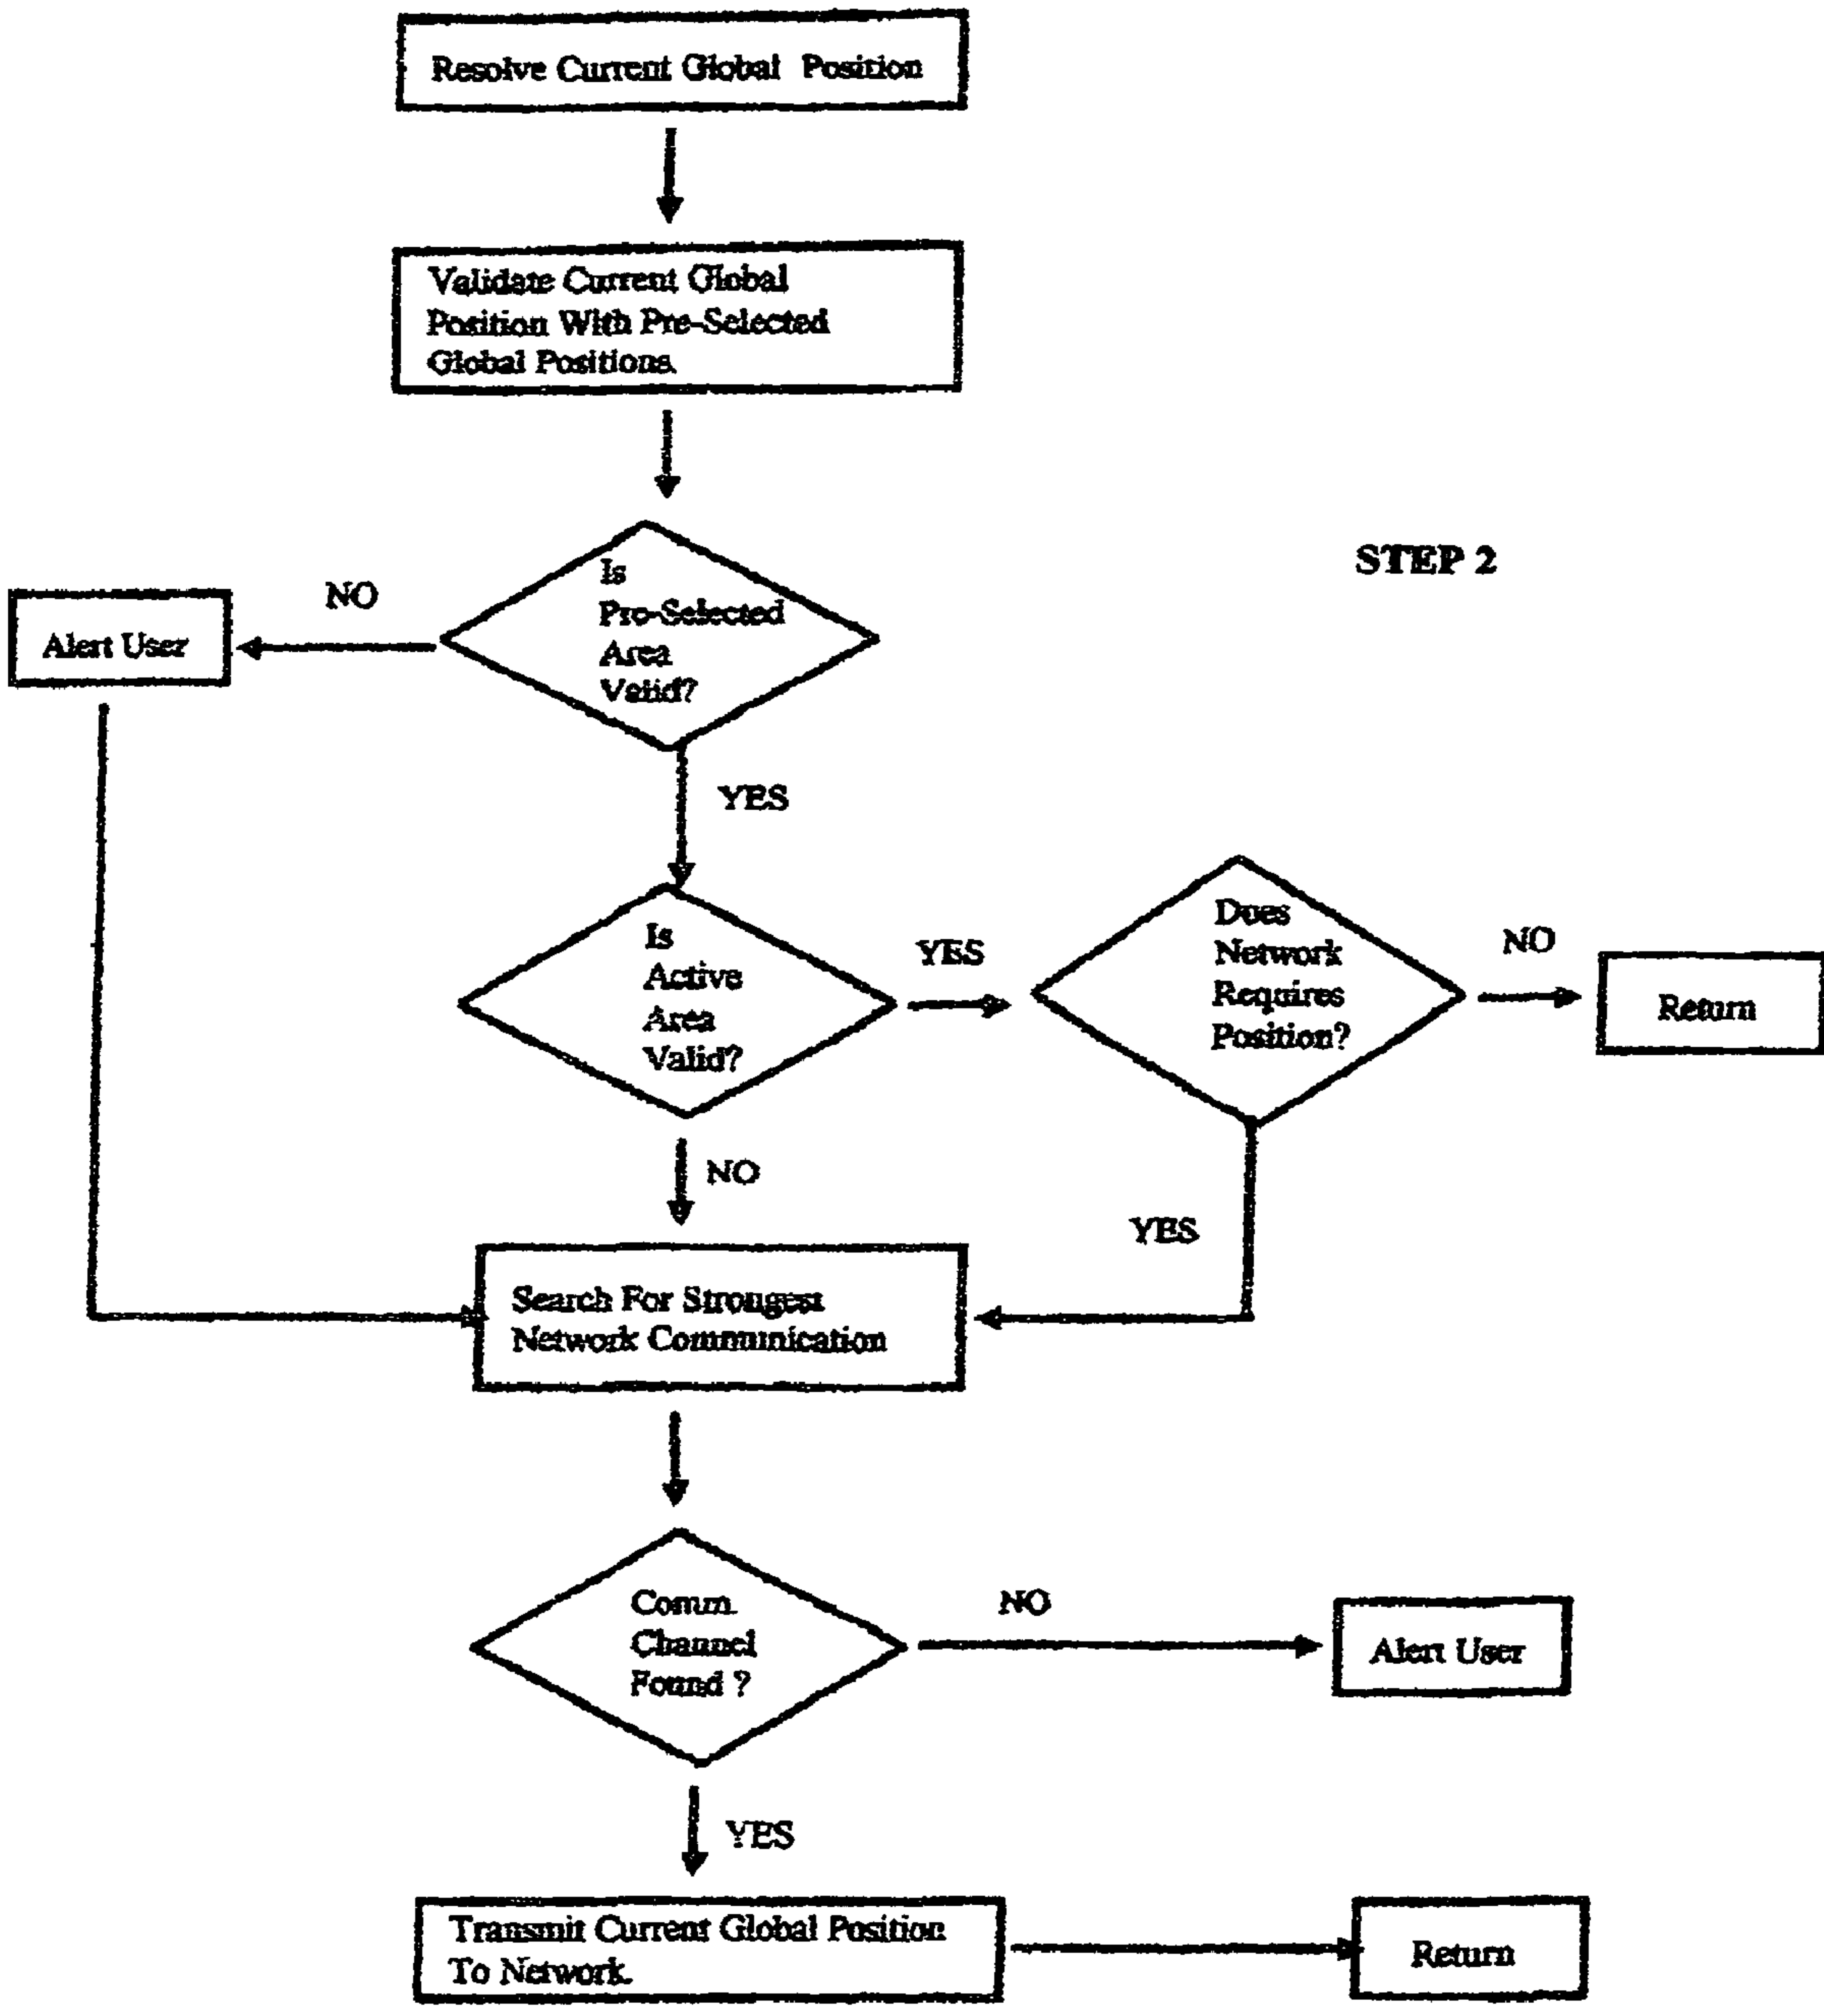 Resolve Current Global Position
Validate Current Global
Position With Pre-Selected
Global Positions.
STEP 2
Is
Pre-Selected
Area
Valid?
NO
Alert User
YES
Is
Active
Area
Valid?
YES
Does
Network
Requires
Position?
NO
Return
NO
YES
Search For Strongest
Network Communication
Comm.
Channel
Found ?
NO
Alert User
YES
Transmit Current Global Position
To Network.
Return